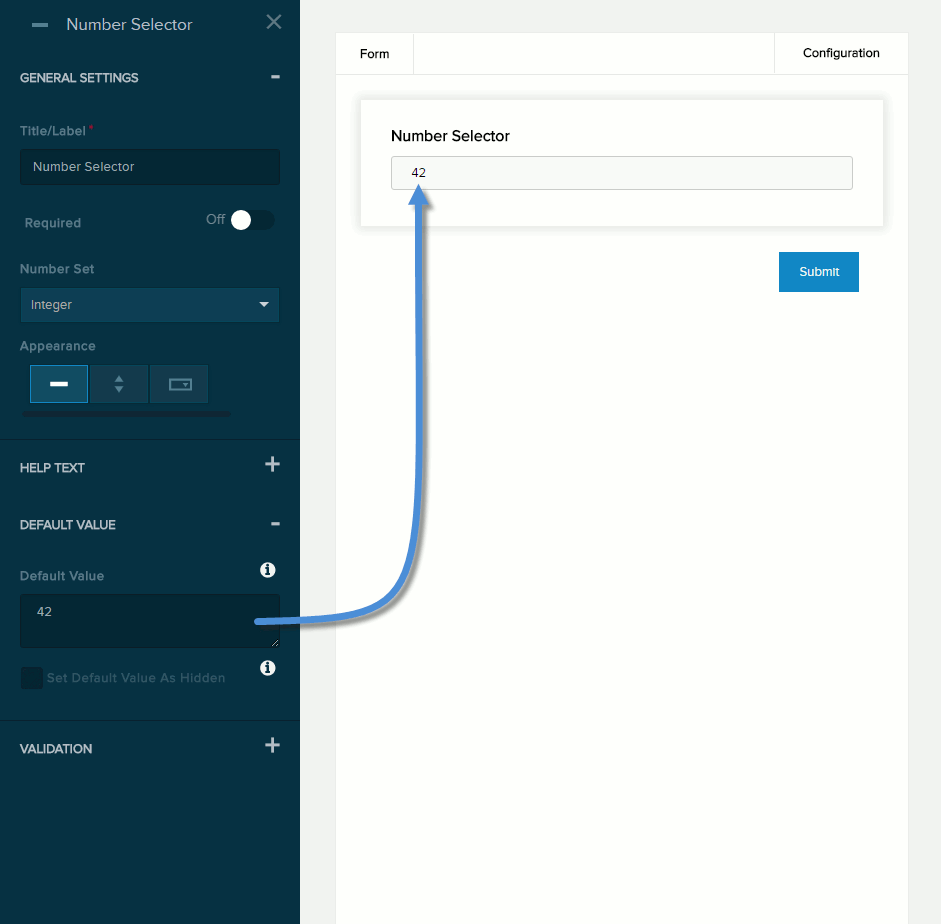 Number Selector
GENERAL SETTINGS
Title/Label*
Number Selector
Required
Off
Number Set
Integer
Appearance
HELP TEXT
DEFAULT VALUE
Default Value
42
Set Default Value As Hidden
VALIDATION
Form
Configuration
Number Selector
42
Submit